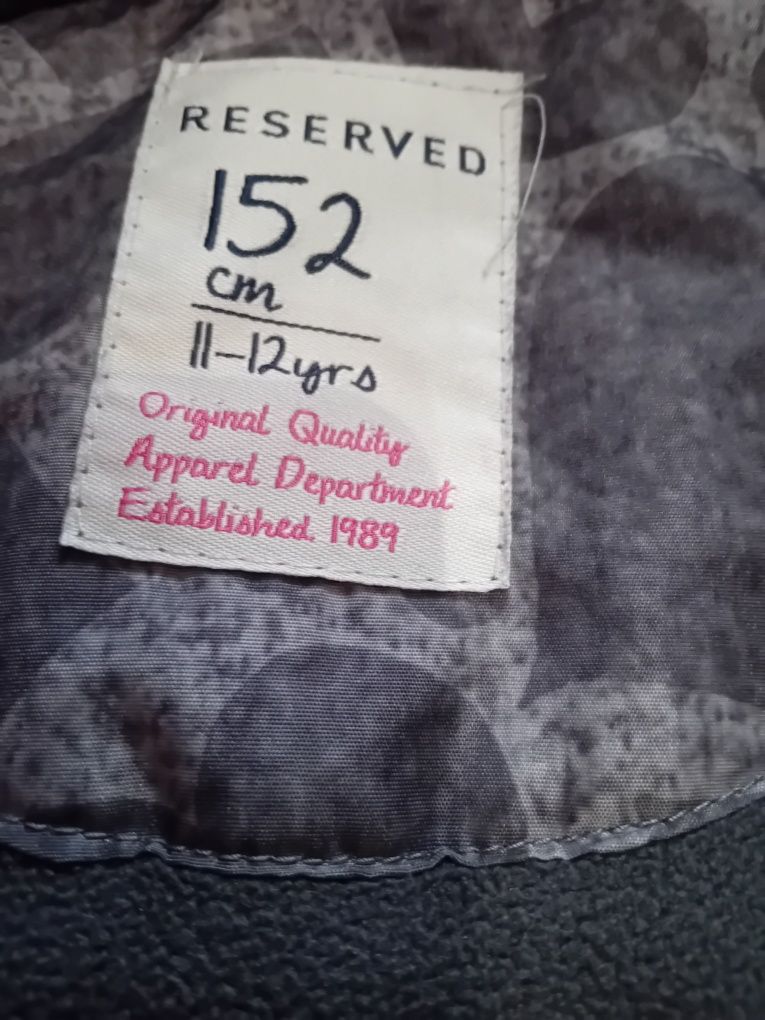 RESERVED
152
cm
11-12yrs
Original Quality
Apparel Department
Established 1989